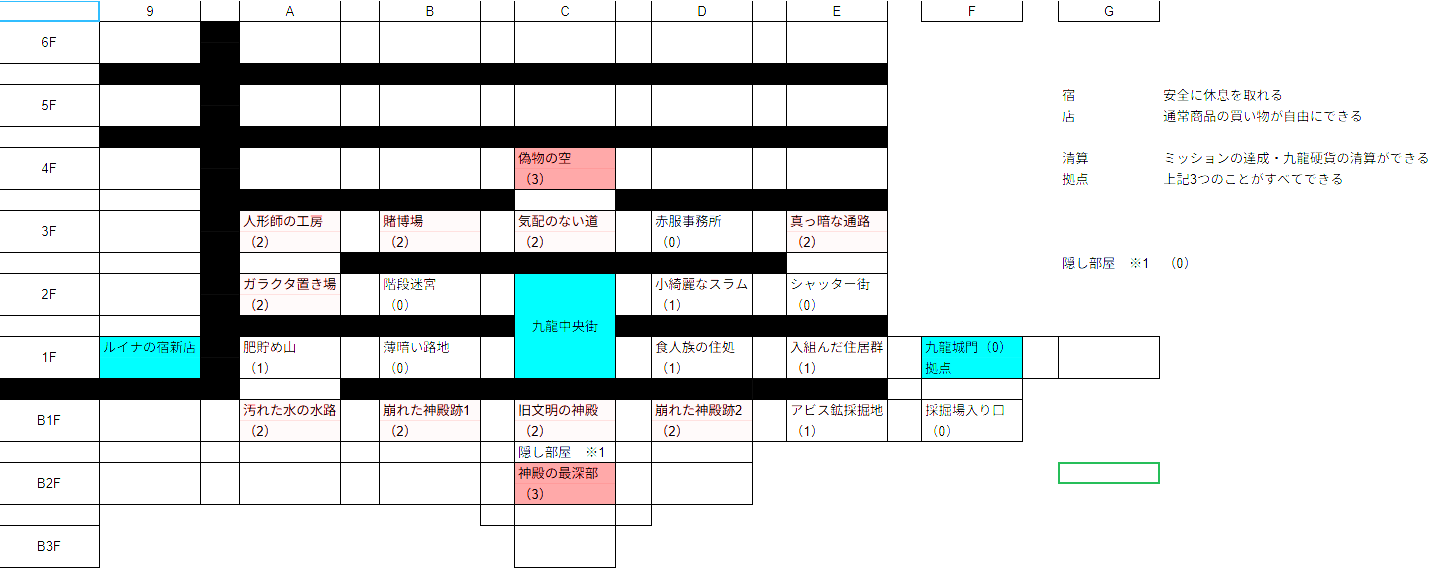 9 A B C D E F G
6F
5F
宿 安全に休息を取れる
店 通常商品の買い物が自由にできる
4F
偽物の空
（3）
清算 ミッションの達成・九龍硬貨の清算ができる
拠点 上記3つのことがすべてできる
3F
人形師の工房 賭博場 気配のない道 赤服事務所 真っ暗な通路
（2） （2） （2） （0） （2）
隠し部屋　※1 （0）
2F
ガラクタ置き場 階段迷宮 小綺麗なスラム シャッター街
（2） （0） （1） （0）
九龍中央街
1F
ルイナの宿新店 肥貯め山 薄暗い路地 食人族の住処 入組んだ住居群 九龍城門（0）
（1） （0） （1） （1） 拠点
B1F
汚れた水の水路 崩れた神殿跡1 旧文明の神殿 崩れた神殿跡2 アビス鉱採掘地 採掘場入り口
（2） （2） （2） （2） （1） （0）
隠し部屋　※1
B2F
神殿の最深部
（3）
B3F